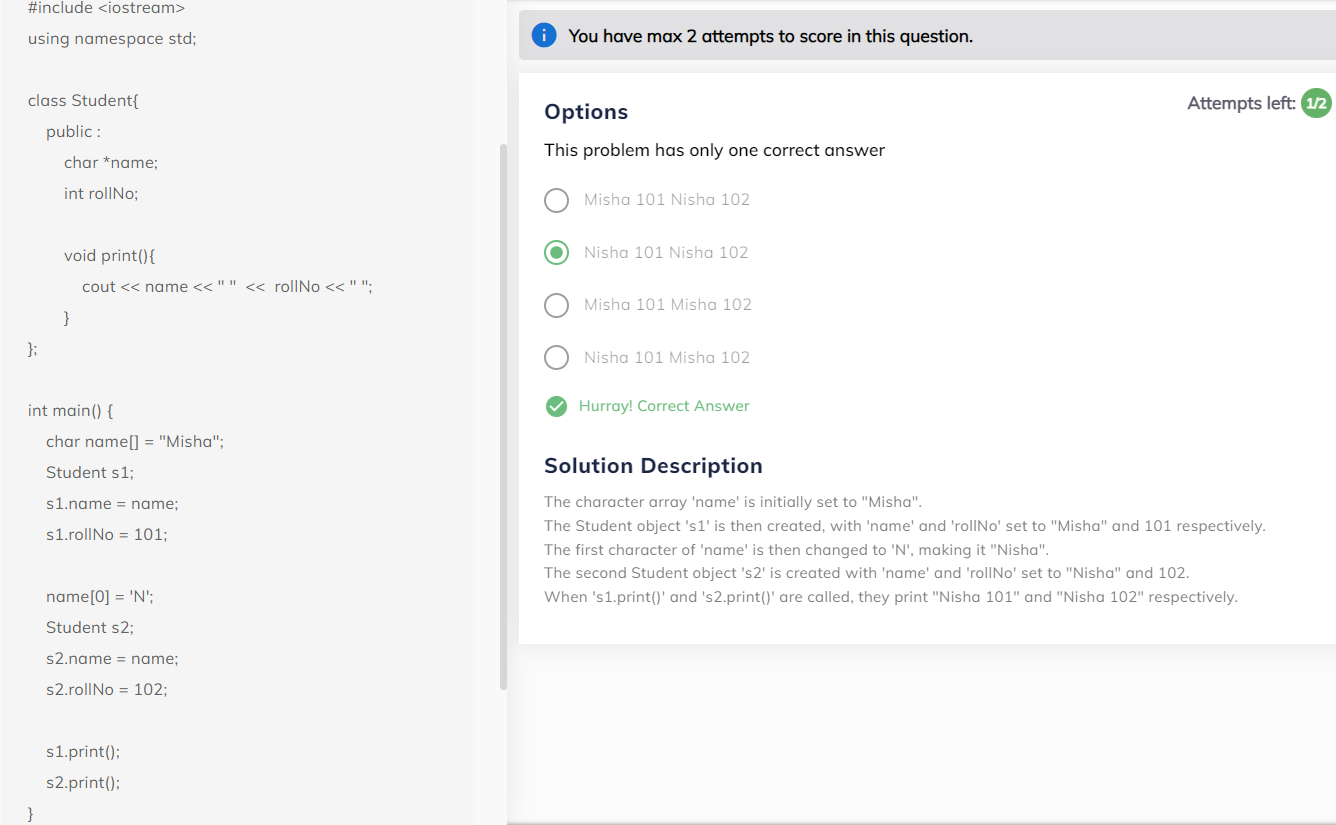 #include <iostream>
using namespace std;
class Student{
public :
char *name;
int rollNo;
void print(){
cout << name << " "  <<  rollNo << " ";
}
};
int main() {
char name[] = "Misha";
Student s1;
s1.name = name;
s1.rollNo = 101;
name[0] = 'N';
Student s2;
s2.name = name;
s2.rollNo = 102;
s1.print();
s2.print();
}
You have max 2 attempts to score in this question.
Options
Attempts left: 1/2
This problem has only one correct answer
Misha 101 Nisha 102
Nisha 101 Nisha 102
Misha 101 Misha 102
Nisha 101 Misha 102
Hurray! Correct Answer
Solution Description
The character array 'name' is initially set to "Misha".
The Student object 's1' is then created, with 'name' and 'rollNo' set to "Misha" and 101 respectively.
The first character of 'name' is then changed to 'N', making it "Nisha".
The second Student object 's2' is created with 'name' and 'rollNo' set to "Nisha" and 102.
When 's1.print()' and 's2.print()' are called, they print "Nisha 101" and "Nisha 102" respectively.